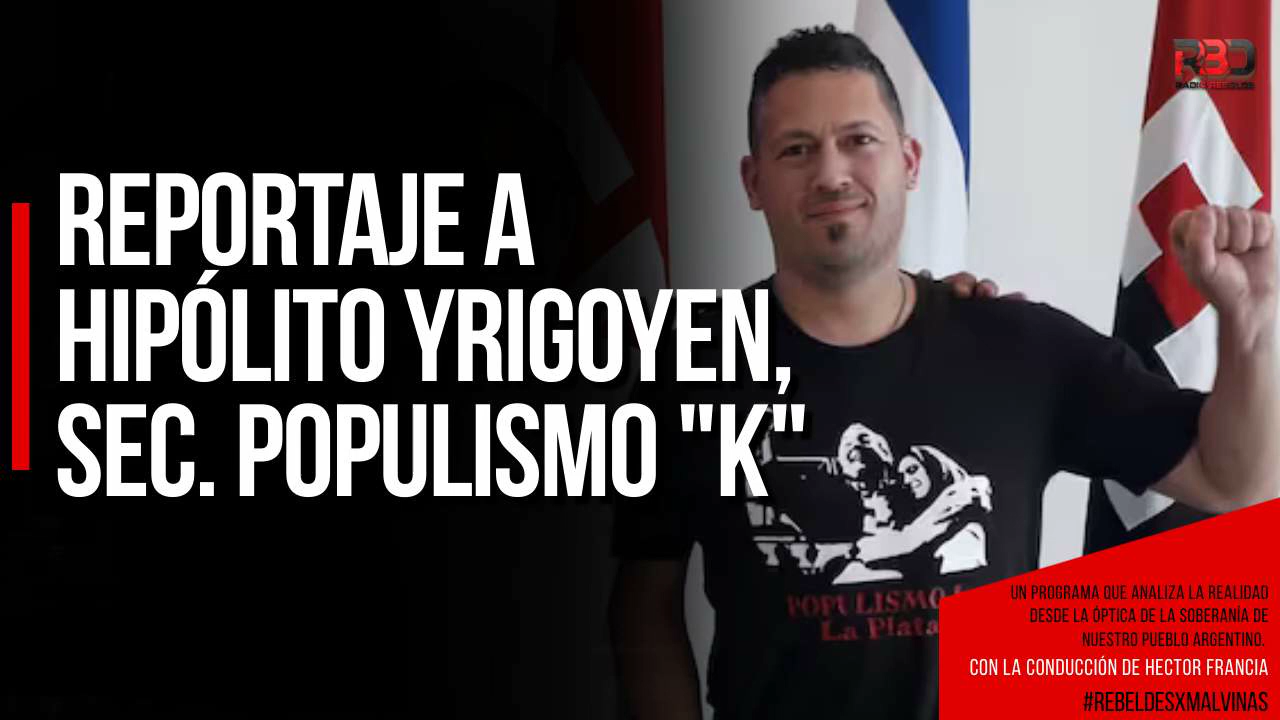 RBD
REPORTAJE A
HIPÓLITO YRIGOYEN,
SEC. POPULISMO "K"
POPULISMO
La Plata
UN PROGRAMA QUE ANALIZA LA REALIDAD
DESDE LA ÓPTICA DE LA SOBERANÍA DE
NUESTRO PUEBLO ARGENTINO.
CON LA CONDUCCIÓN DE HECTOR FRANCIA
#REBELDESXMALVINAS